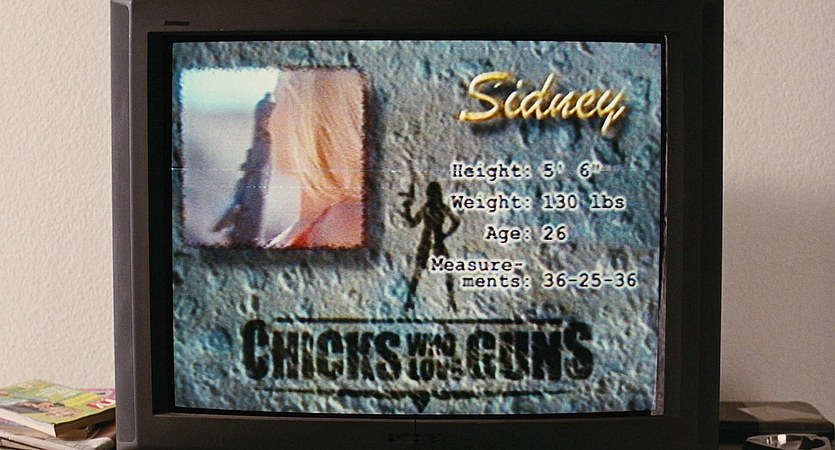 Sidney
Height: 5' 6"
Weight: 130 lbs
Age: 26
Measure-
ments: 36-25-36
CHICKS WHO LOVE GUNS